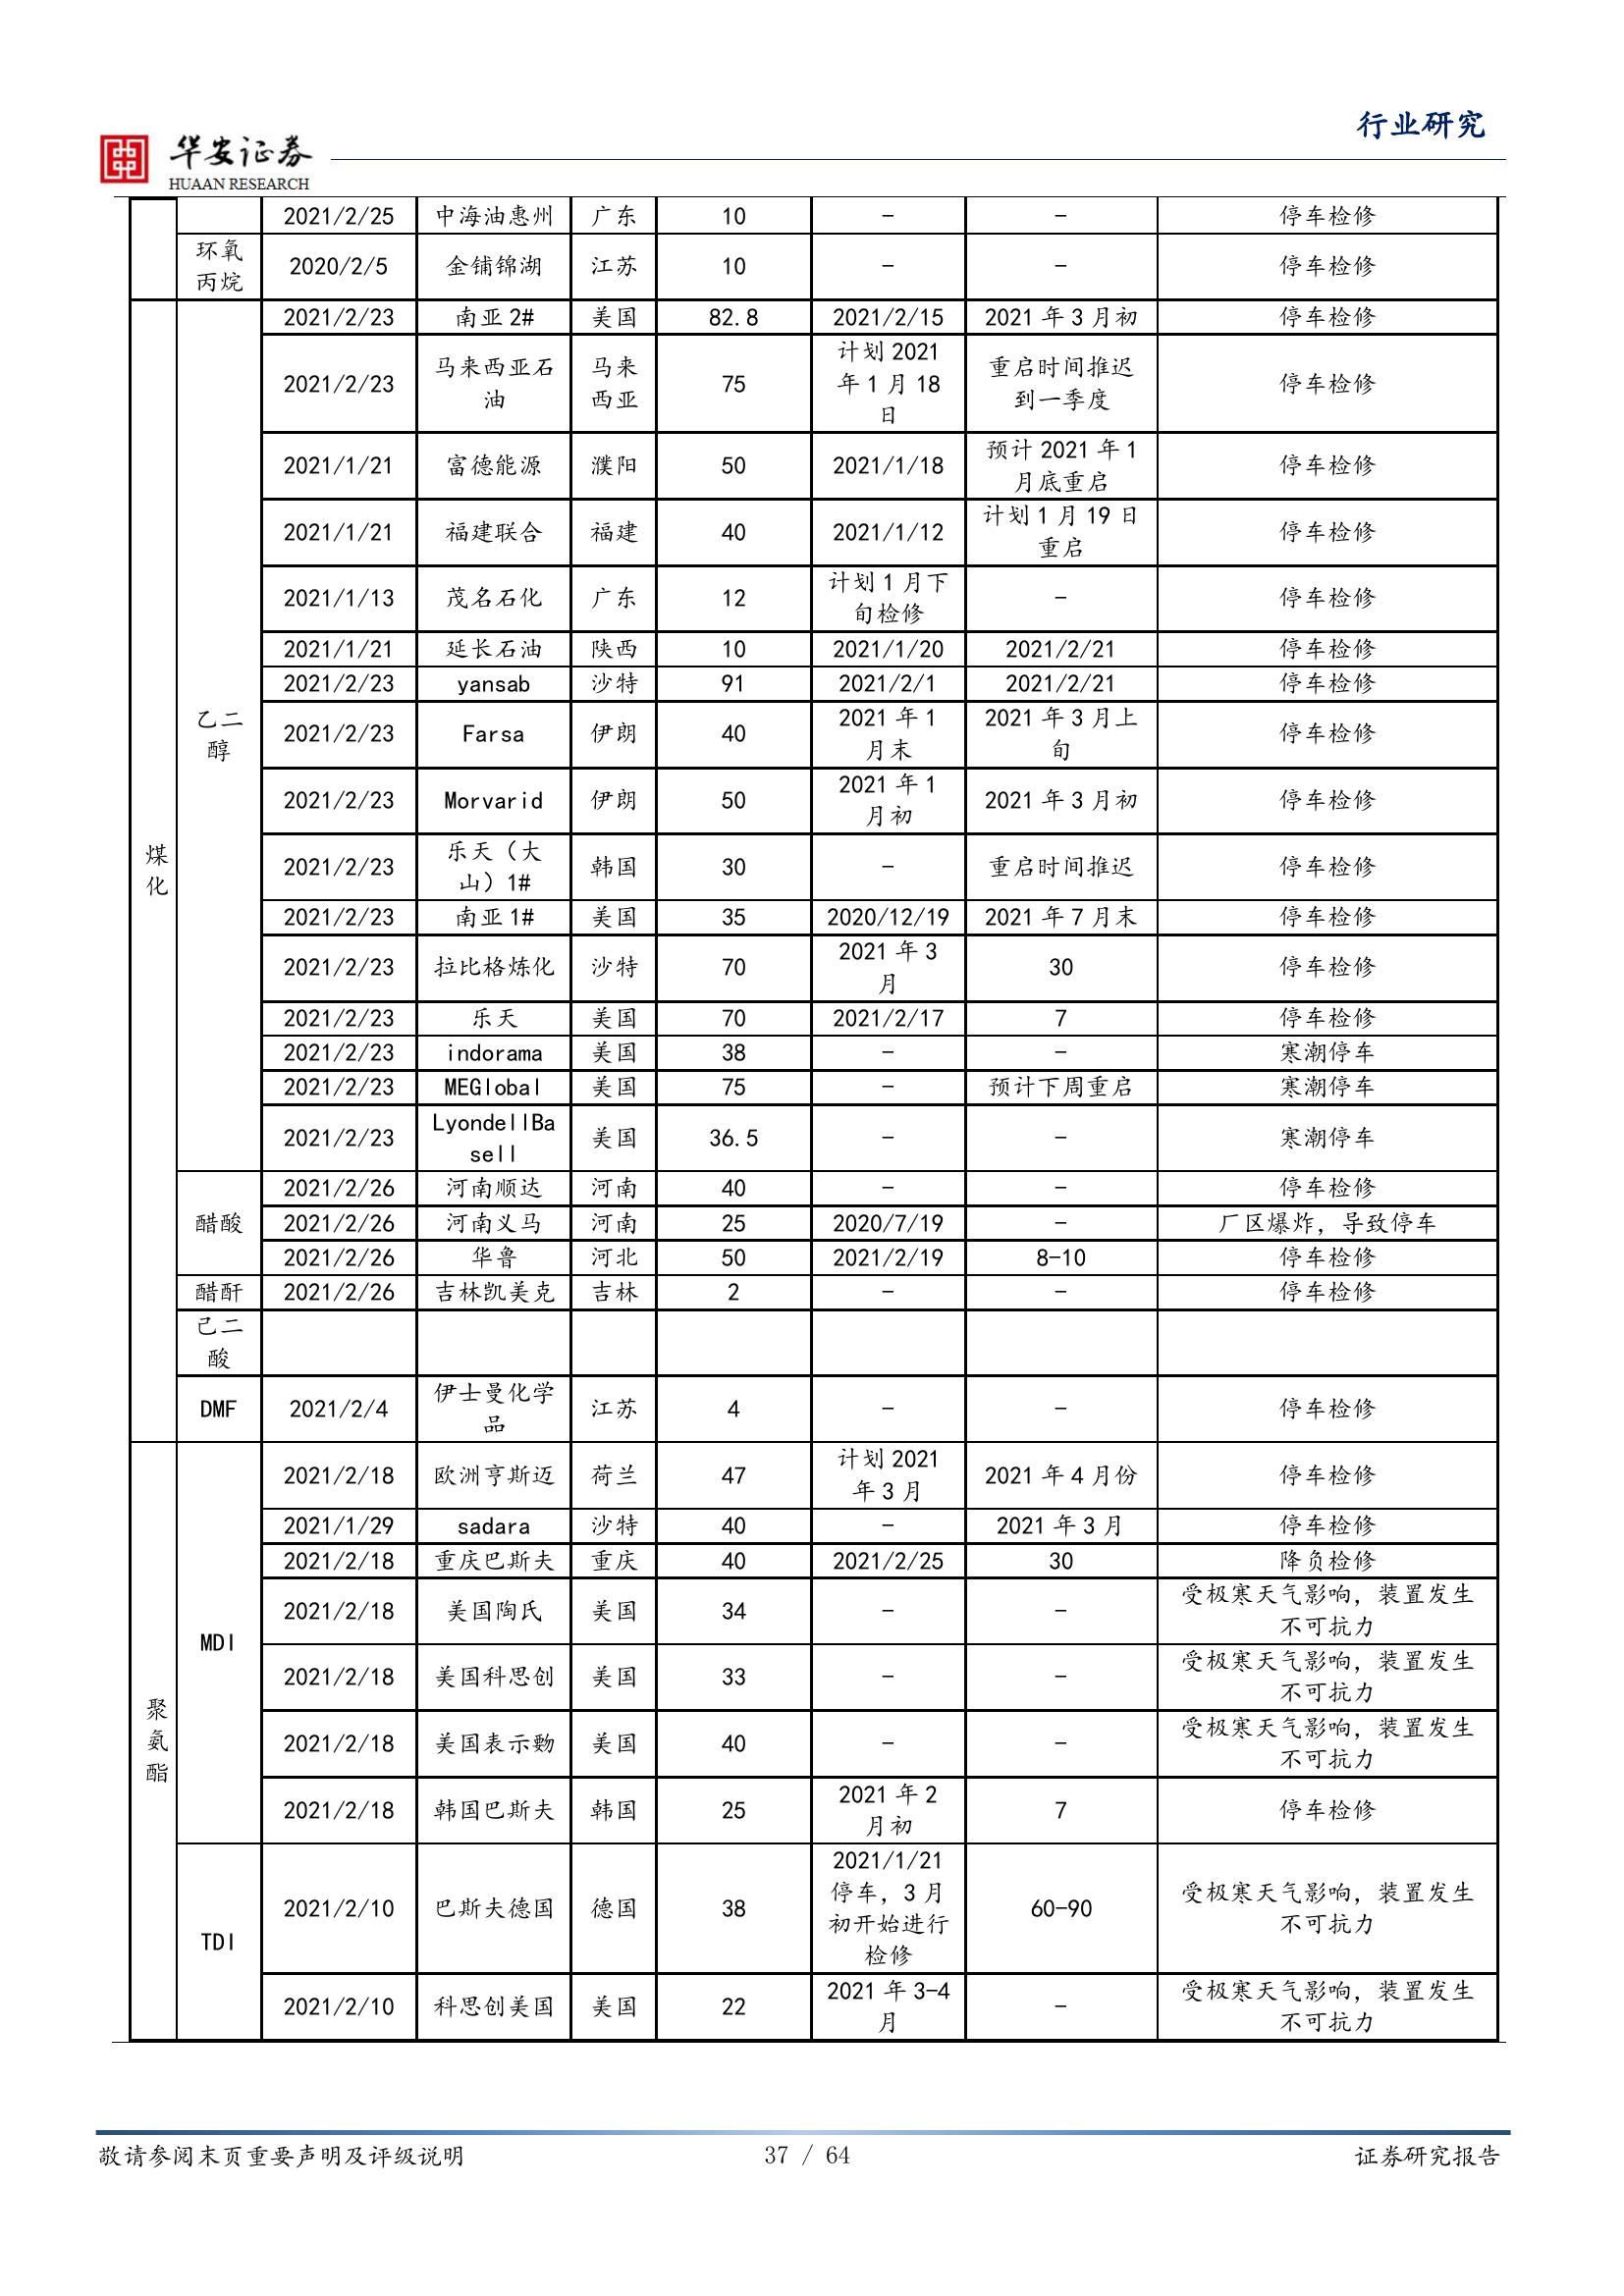 行业研究
华安证券
HUAAN RESEARCH
2021/2/25 中海油惠州 广东 10 - - 停车检修
环氧丙烷 2020/2/5 金铺锦湖 江苏 10 - - 停车检修
煤化
乙二醇
2021/2/23 南亚 2# 美国 82.8 2021/2/15 2021 年 3 月初 停车检修
2021/2/23 马来西亚石油 马来西亚 75 计划 2021 年 1 月 18 日 重启时间推迟到一季度 停车检修
2021/1/21 富德能源 濮阳 50 2021/1/18 预计 2021 年 1 月底重启 停车检修
2021/1/21 福建联合 福建 40 2021/1/12 计划 1 月 19 日重启 停车检修
2021/1/13 茂名石化 广东 12 计划 1 月下旬检修 - 停车检修
2021/1/21 延长石油 陕西 10 2021/1/20 2021/2/21 停车检修
2021/2/23 yansab 沙特 91 2021/2/1 2021/2/21 停车检修
2021/2/23 Farsa 伊朗 40 2021 年 1 月末 2021 年 3 月上旬 停车检修
2021/2/23 Morvarid 伊朗 50 2021 年 1 月初 2021 年 3 月初 停车检修
2021/2/23 乐天（大山）1# 韩国 30 - 重启时间推迟 停车检修
2021/2/23 南亚 1# 美国 35 2020/12/19 2021 年 7 月末 停车检修
2021/2/23 拉比格炼化 沙特 70 2021 年 3 月 30 停车检修
2021/2/23 乐天 美国 70 2021/2/17 7 停车检修
2021/2/23 indorama 美国 38 - - 寒潮停车
2021/2/23 MEGlobal 美国 75 - 预计下周重启 寒潮停车
2021/2/23 LyondellBasell 美国 36.5 - - 寒潮停车
醋酸
2021/2/26 河南顺达 河南 40 - - 停车检修
2021/2/26 河南义马 河南 25 2020/7/19 - 厂区爆炸，导致停车
2021/2/26 华鲁 河北 50 2021/2/19 8-10 停车检修
醋酐 2021/2/26 吉林凯美克 吉林 2 - - 停车检修
己二酸
DMF 2021/2/4 伊士曼化学品 江苏 4 - - 停车检修
聚氨酯
MDI
2021/2/18 欧洲亨斯迈 荷兰 47 计划 2021 年 3 月 2021 年 4 月份 停车检修
2021/1/29 sadara 沙特 40 - 2021 年 3 月 停车检修
2021/2/18 重庆巴斯夫 重庆 40 2021/2/25 30 降负检修
2021/2/18 美国陶氏 美国 34 - - 受极寒天气影响，装置发生不可抗力
2021/2/18 美国科思创 美国 33 - - 受极寒天气影响，装置发生不可抗力
2021/2/18 美国表示勱 美国 40 - - 受极寒天气影响，装置发生不可抗力
2021/2/18 韩国巴斯夫 韩国 25 2021 年 2 月初 7 停车检修
TDI
2021/2/10 巴斯夫德国 德国 38 2021/1/21 停车，3 月初开始进行检修 60-90 受极寒天气影响，装置发生不可抗力
2021/2/10 科思创美国 美国 22 2021 年 3-4 月 - 受极寒天气影响，装置发生不可抗力
敬请参阅末页重要声明及评级说明 37 / 64 证券研究报告